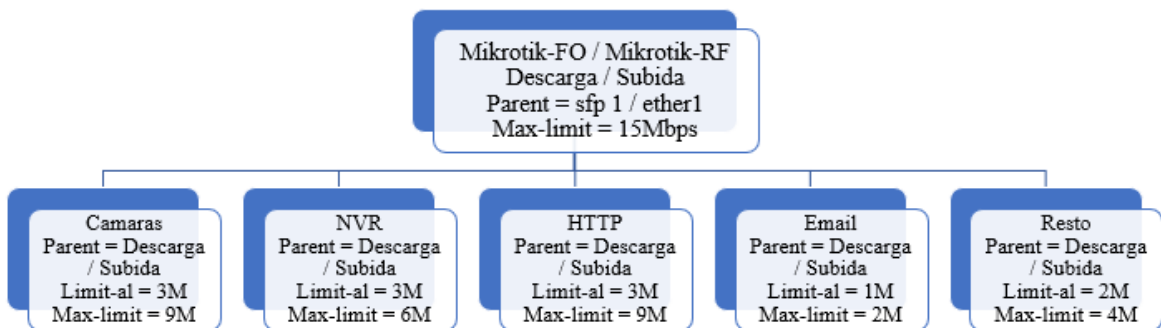 Mikrotik-FO / Mikrotik-RF
Descarga / Subida
Parent = sfp 1 / ether1
Max-limit = 15Mbps
Camaras
Parent = Descarga
/ Subida
Limit-al = 3M
Max-limit = 9M
NVR
Parent = Descarga
/ Subida
Limit-al = 3M
Max-limit = 6M
HTTP
Parent = Descarga
/ Subida
Limit-al = 3M
Max-limit = 9M
Email
Parent = Descarga
/ Subida
Limit-al = 1M
Max-limit = 2M
Resto
Parent = Descarga
/ Subida
Limit-al = 2M
Max-limit = 4M